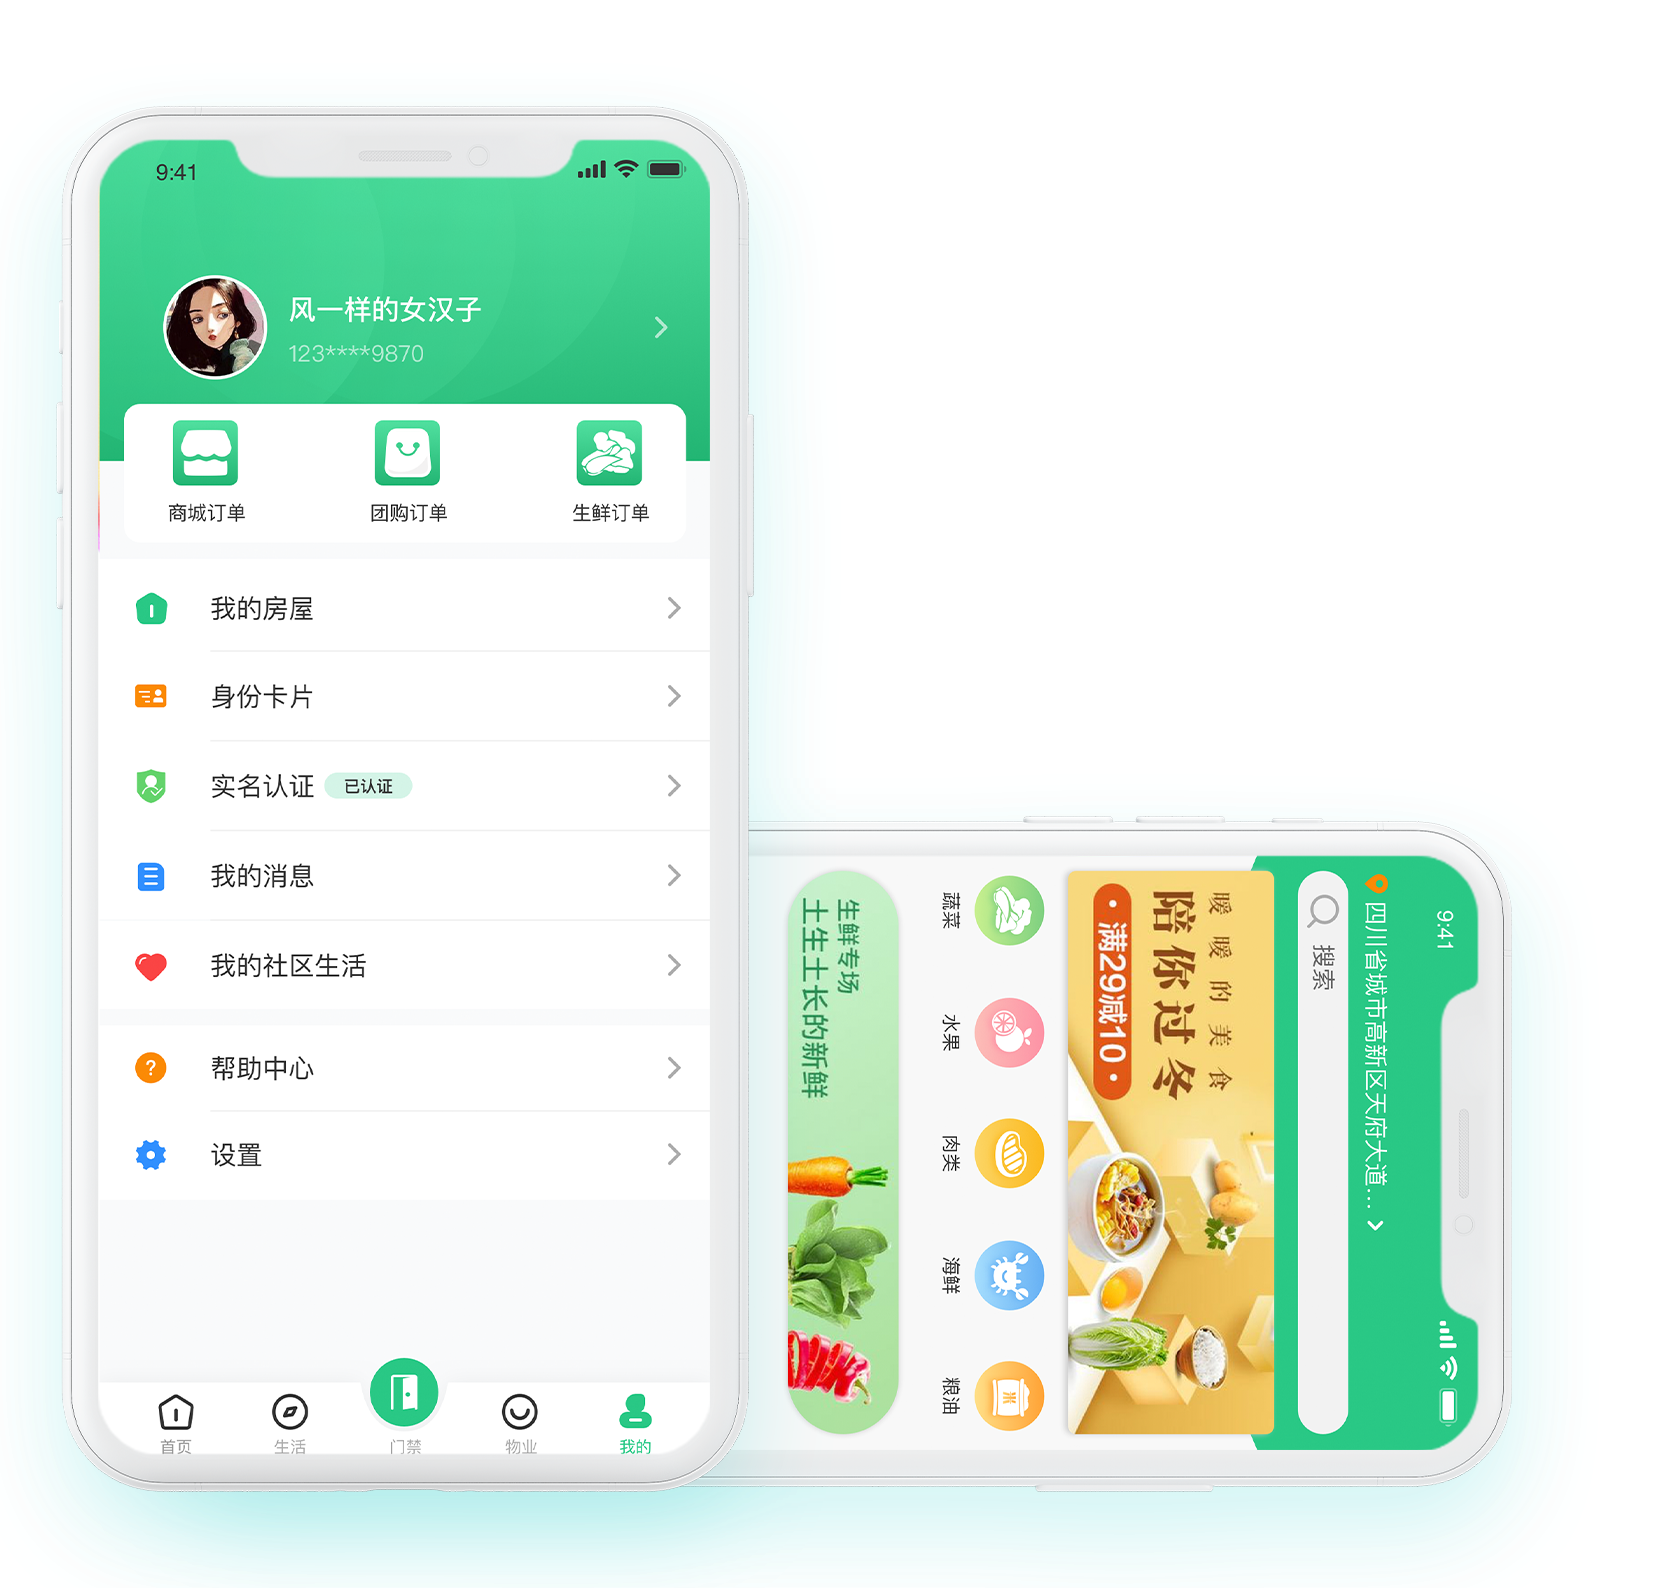 9:41
风一样的女汉子
123****9870
商城订单
团购订单
生鲜订单
我的房屋
身份卡片
实名认证
已认证
我的消息
我的社区生活
帮助中心
设置
首页
生活
门禁
物业
我的
9:41
四川省城市高新区天府大道...
搜索
暖暖的美食
陪你过冬
·满29减10·
蔬菜
水果
肉类
海鲜
粮油
生鲜专场
土生土长的新鲜